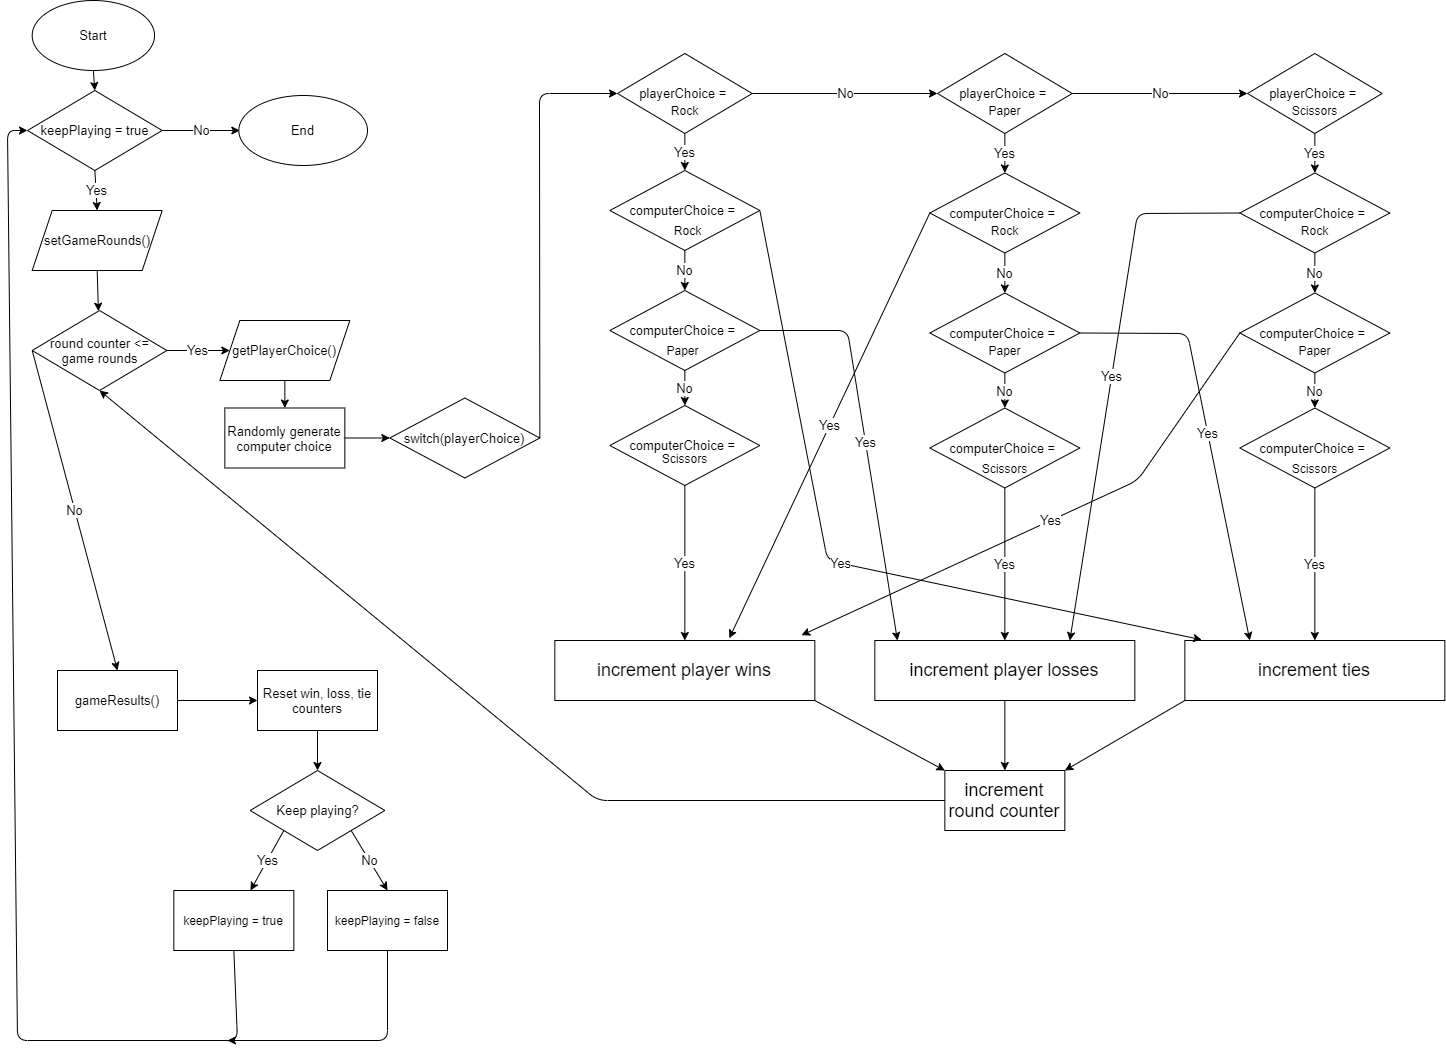 Start
keepPlaying = true
No
End
Yes
setGameRounds()
round counter <=
game rounds
Yes
getPlayerChoice()
Randomly generate
computer choice
switch(playerChoice)
No
gameResults()
Reset win, loss, tie
counters
Keep playing?
Yes
No
keepPlaying = true
keepPlaying = false
playerChoice =
Rock
No
playerChoice =
Paper
No
playerChoice =
Scissors
Yes
Yes
Yes
computerChoice =
Rock
computerChoice =
Rock
computerChoice =
Rock
No
No
No
computerChoice =
Paper
computerChoice =
Paper
computerChoice =
Paper
Yes
No
No
No
Yes
Yes
Yes
computerChoice =
Scissors
computerChoice =
Scissors
computerChoice =
Scissors
Yes
Yes
Yes
Yes
Yes
increment player wins
increment player losses
increment ties
increment
round counter